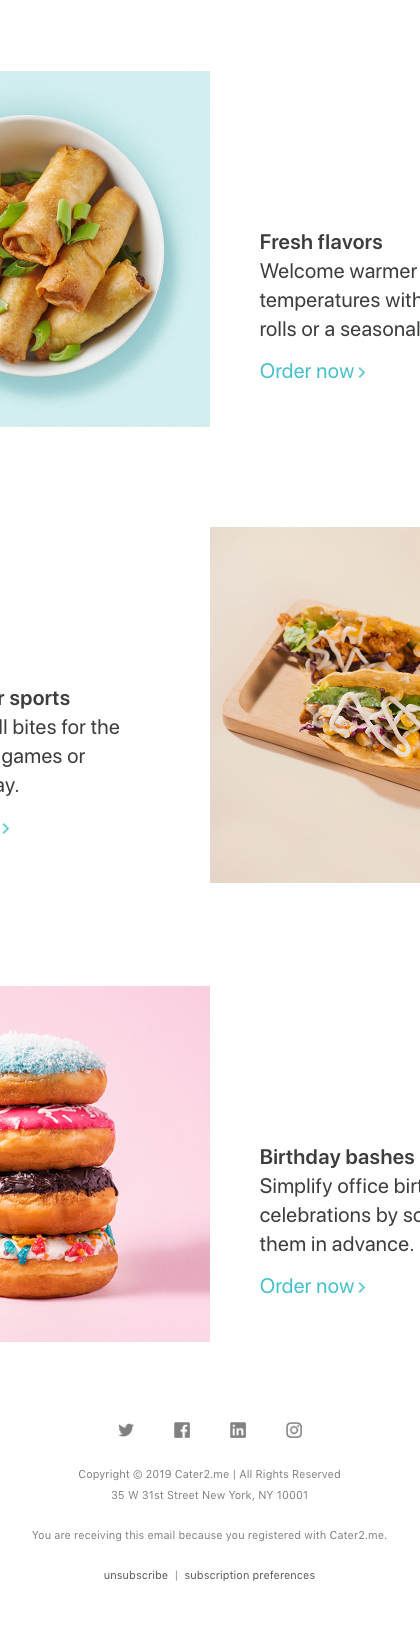 Fresh flavors
Welcome warmer
temperatures with
rolls or a seasonal
Order now ›
r sports
ll bites for the
games or
ay.
›
Birthday bashes
Simplify office birt
celebrations by sc
them in advance.
Order now ›
Copyright © 2019 Cater2.me | All Rights Reserved
35 W 31st Street New York, NY 10001
You are receiving this email because you registered with Cater2.me.
unsubscribe | subscription preferences